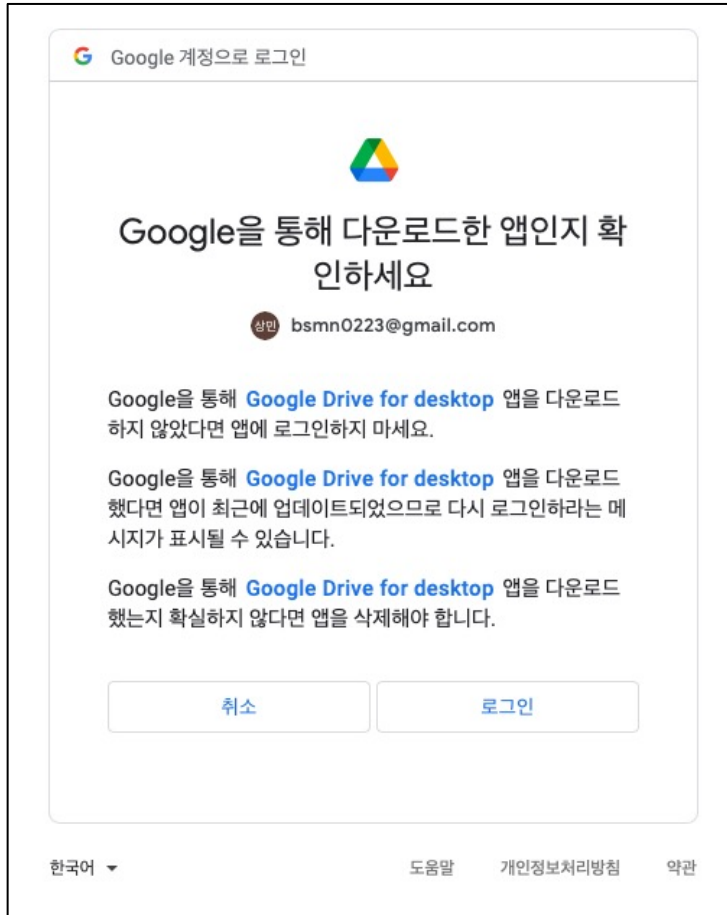 Google 계정으로 로그인
Google을 통해 다운로드한 앱인지 확
인하세요
상민 bsmn0223@gmail.com
Google을 통해 Google Drive for desktop 앱을 다운로드
하지 않았다면 앱에 로그인하지 마세요.
Google을 통해 Google Drive for desktop 앱을 다운로드
했다면 앱이 최근에 업데이트되었으므로 다시 로그인하라는 메
시지가 표시될 수 있습니다.
Google을 통해 Google Drive for desktop 앱을 다운로드
했는지 확실하지 않다면 앱을 삭제해야 합니다.
취소 로그인
한국어 도움말 개인정보처리방침 약관